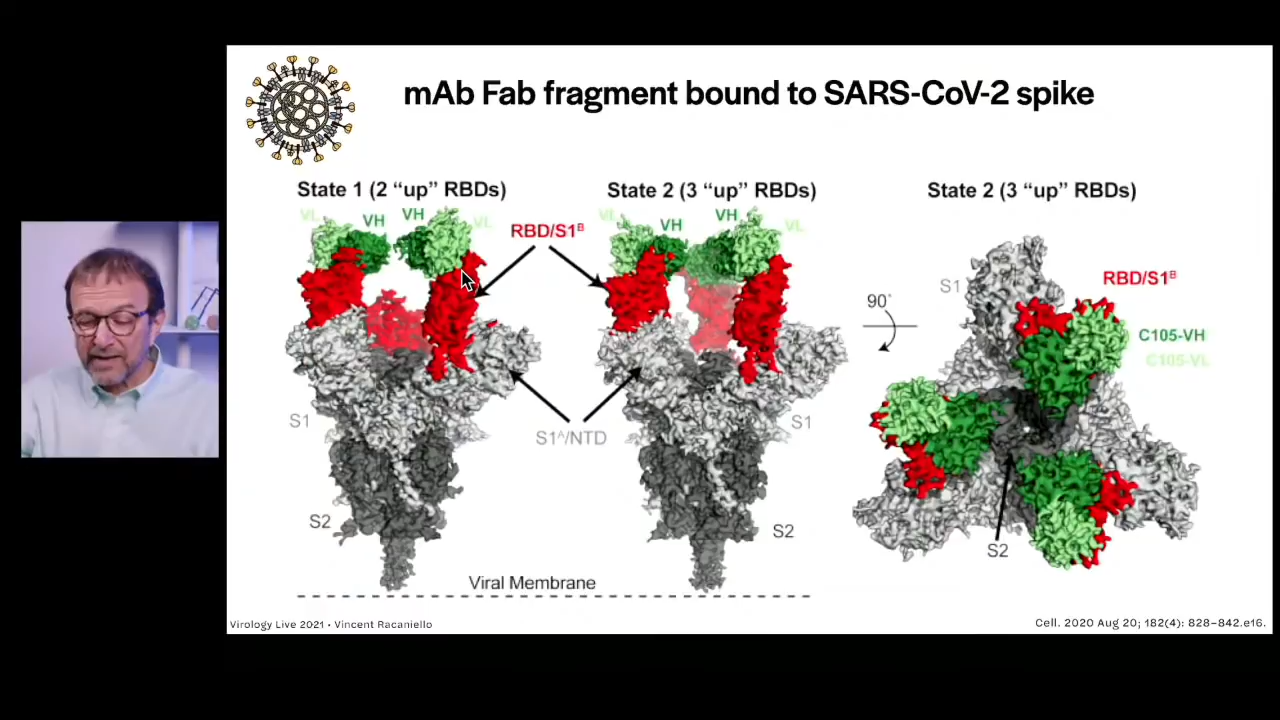 mAb Fab fragment bound to SARS-CoV-2 spike
State 1 (2 “up” RBDs)
State 2 (3 “up” RBDs)
State 2 (3 “up” RBDs)
VL
VH
VH
VL
RBD/S1ᴮ
VL
VH
VH
VL
S1
RBD/S1ᴮ
90°
C105-VH
C105-VL
S1
S1ᴬ/NTD
S1
S2
S2
S2
Viral Membrane
Virology Live 2021 • Vincent Racaniello
Cell. 2020 Aug 20; 182(4): 828–842.e16.